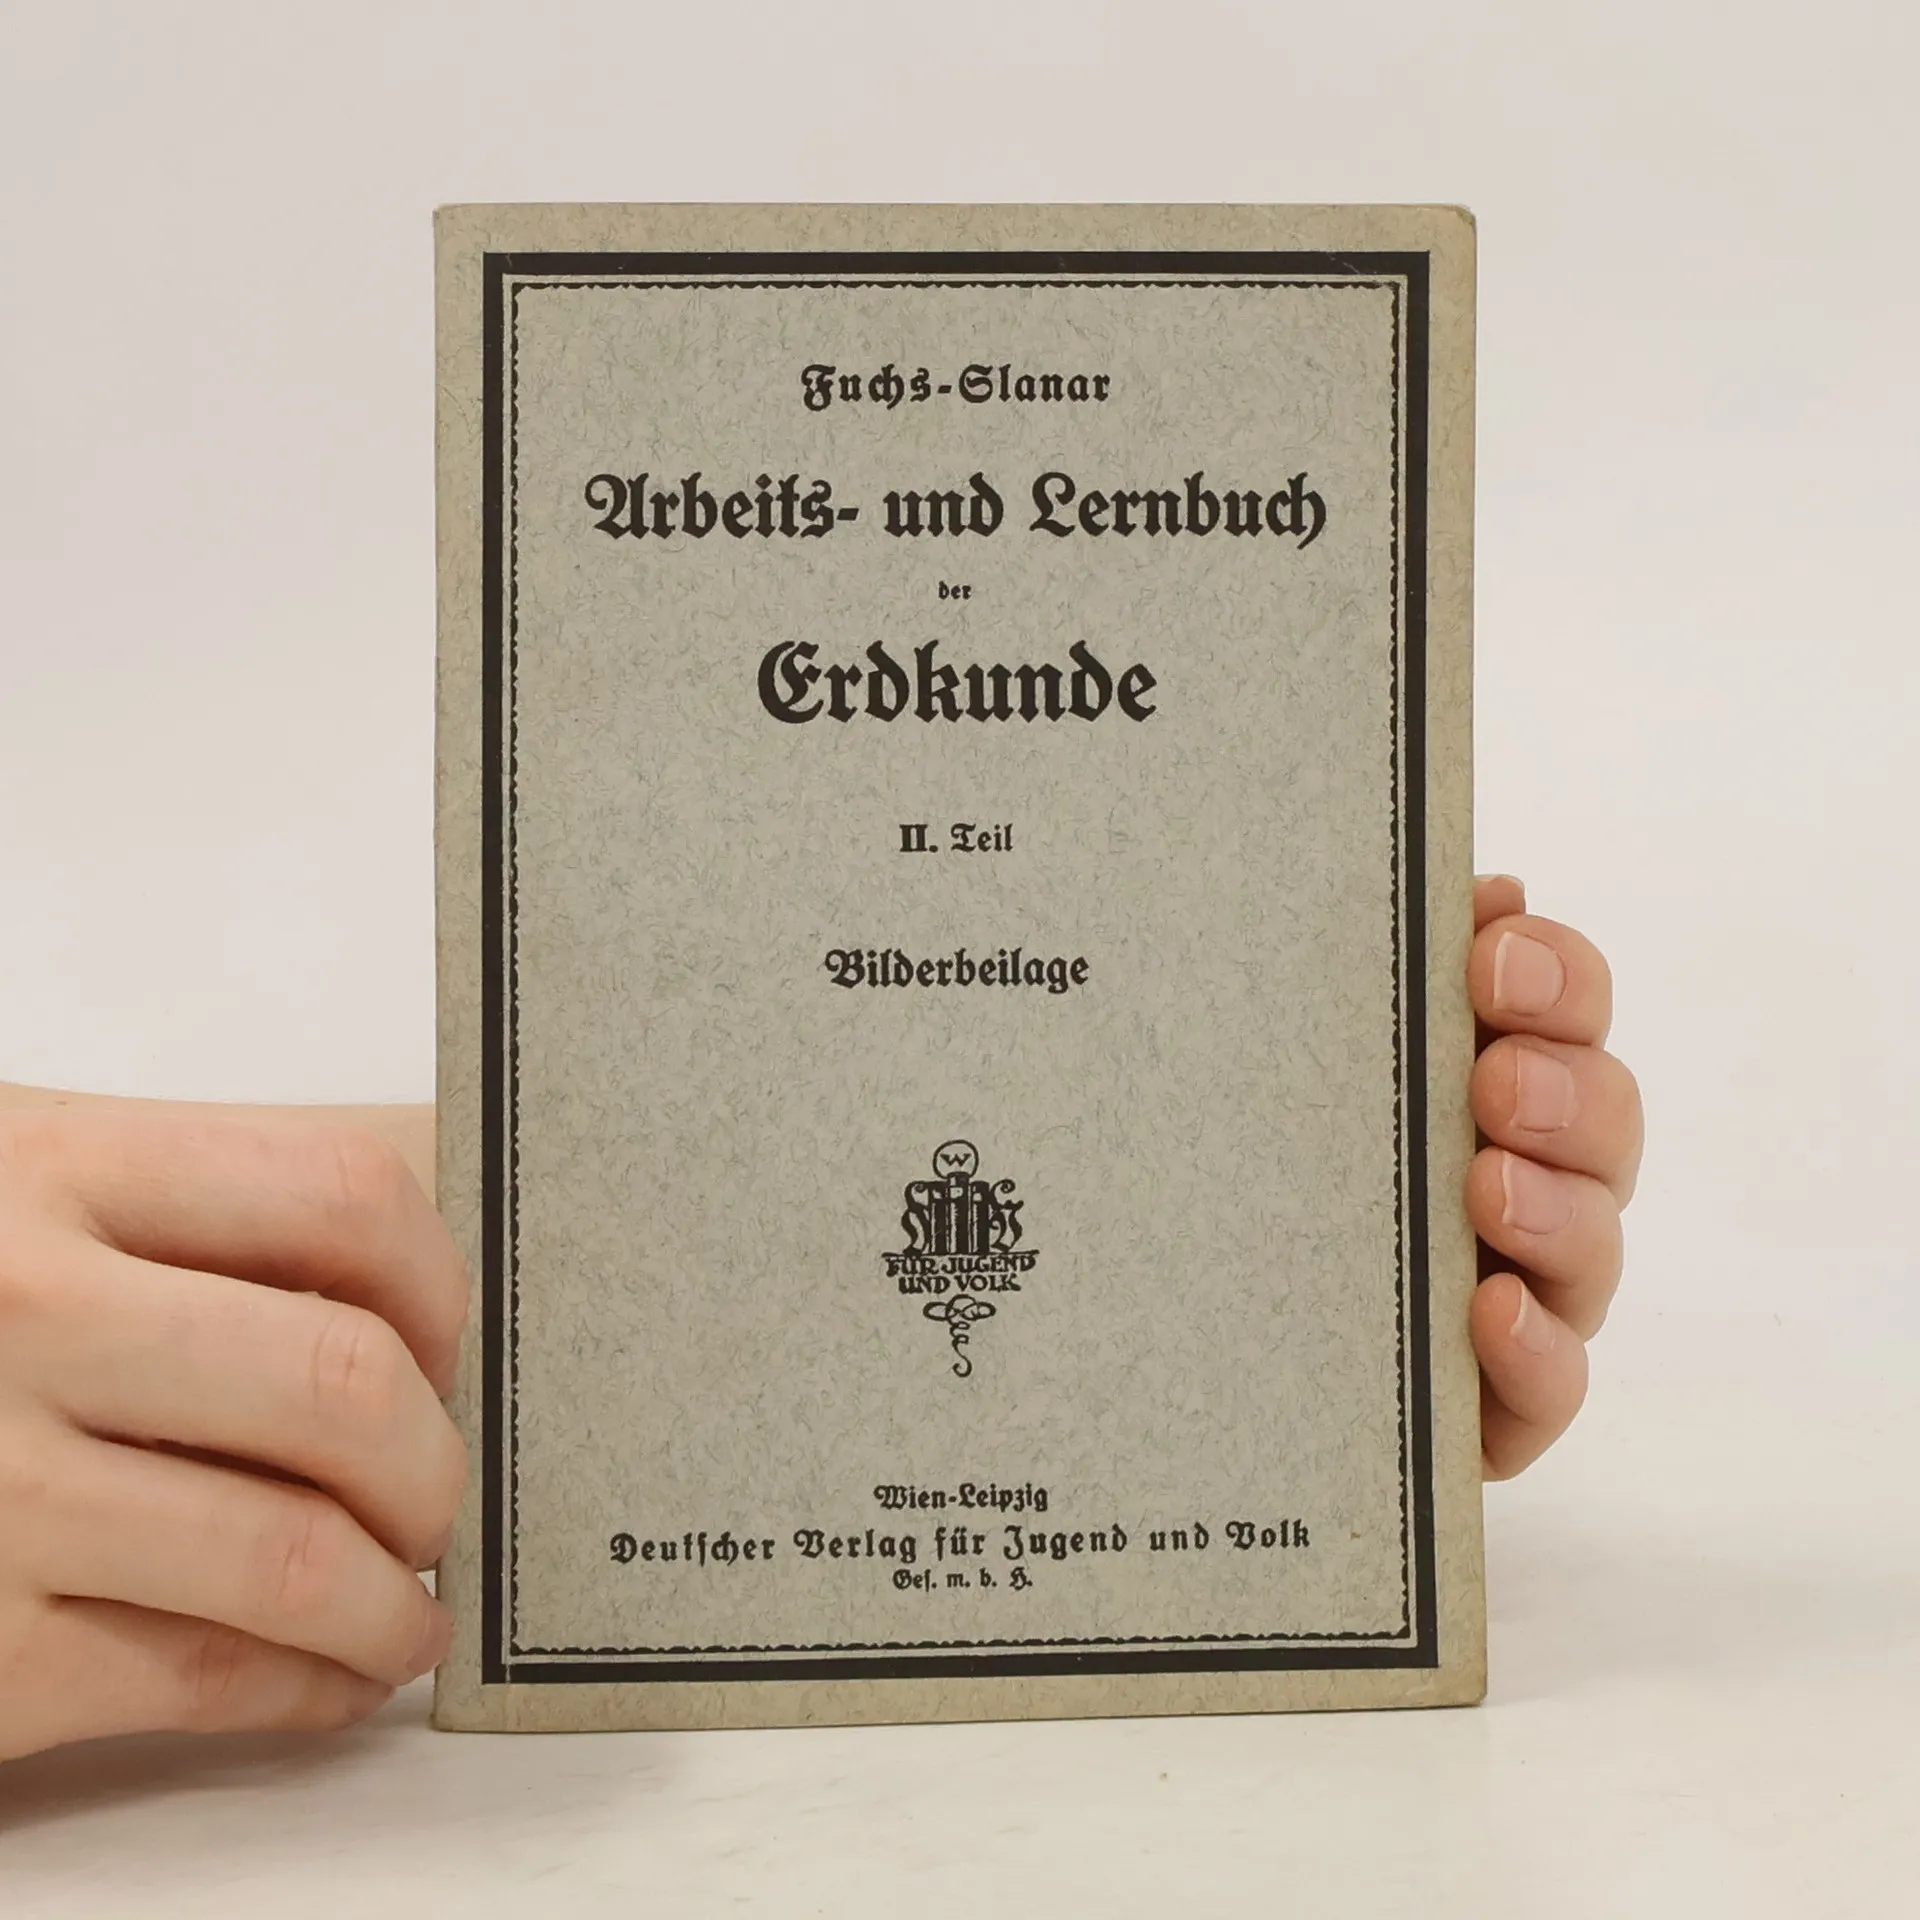 Fuchs-Slanar
Arbeits- und Lernbuch
der
Erdkunde
II. Teil
Bilderbeilage
W
FÜR JUGEND
UND VOLK
Wien-Leipzig
Deutscher Verlag für Jugend und Volk
Ges. m. b. H.